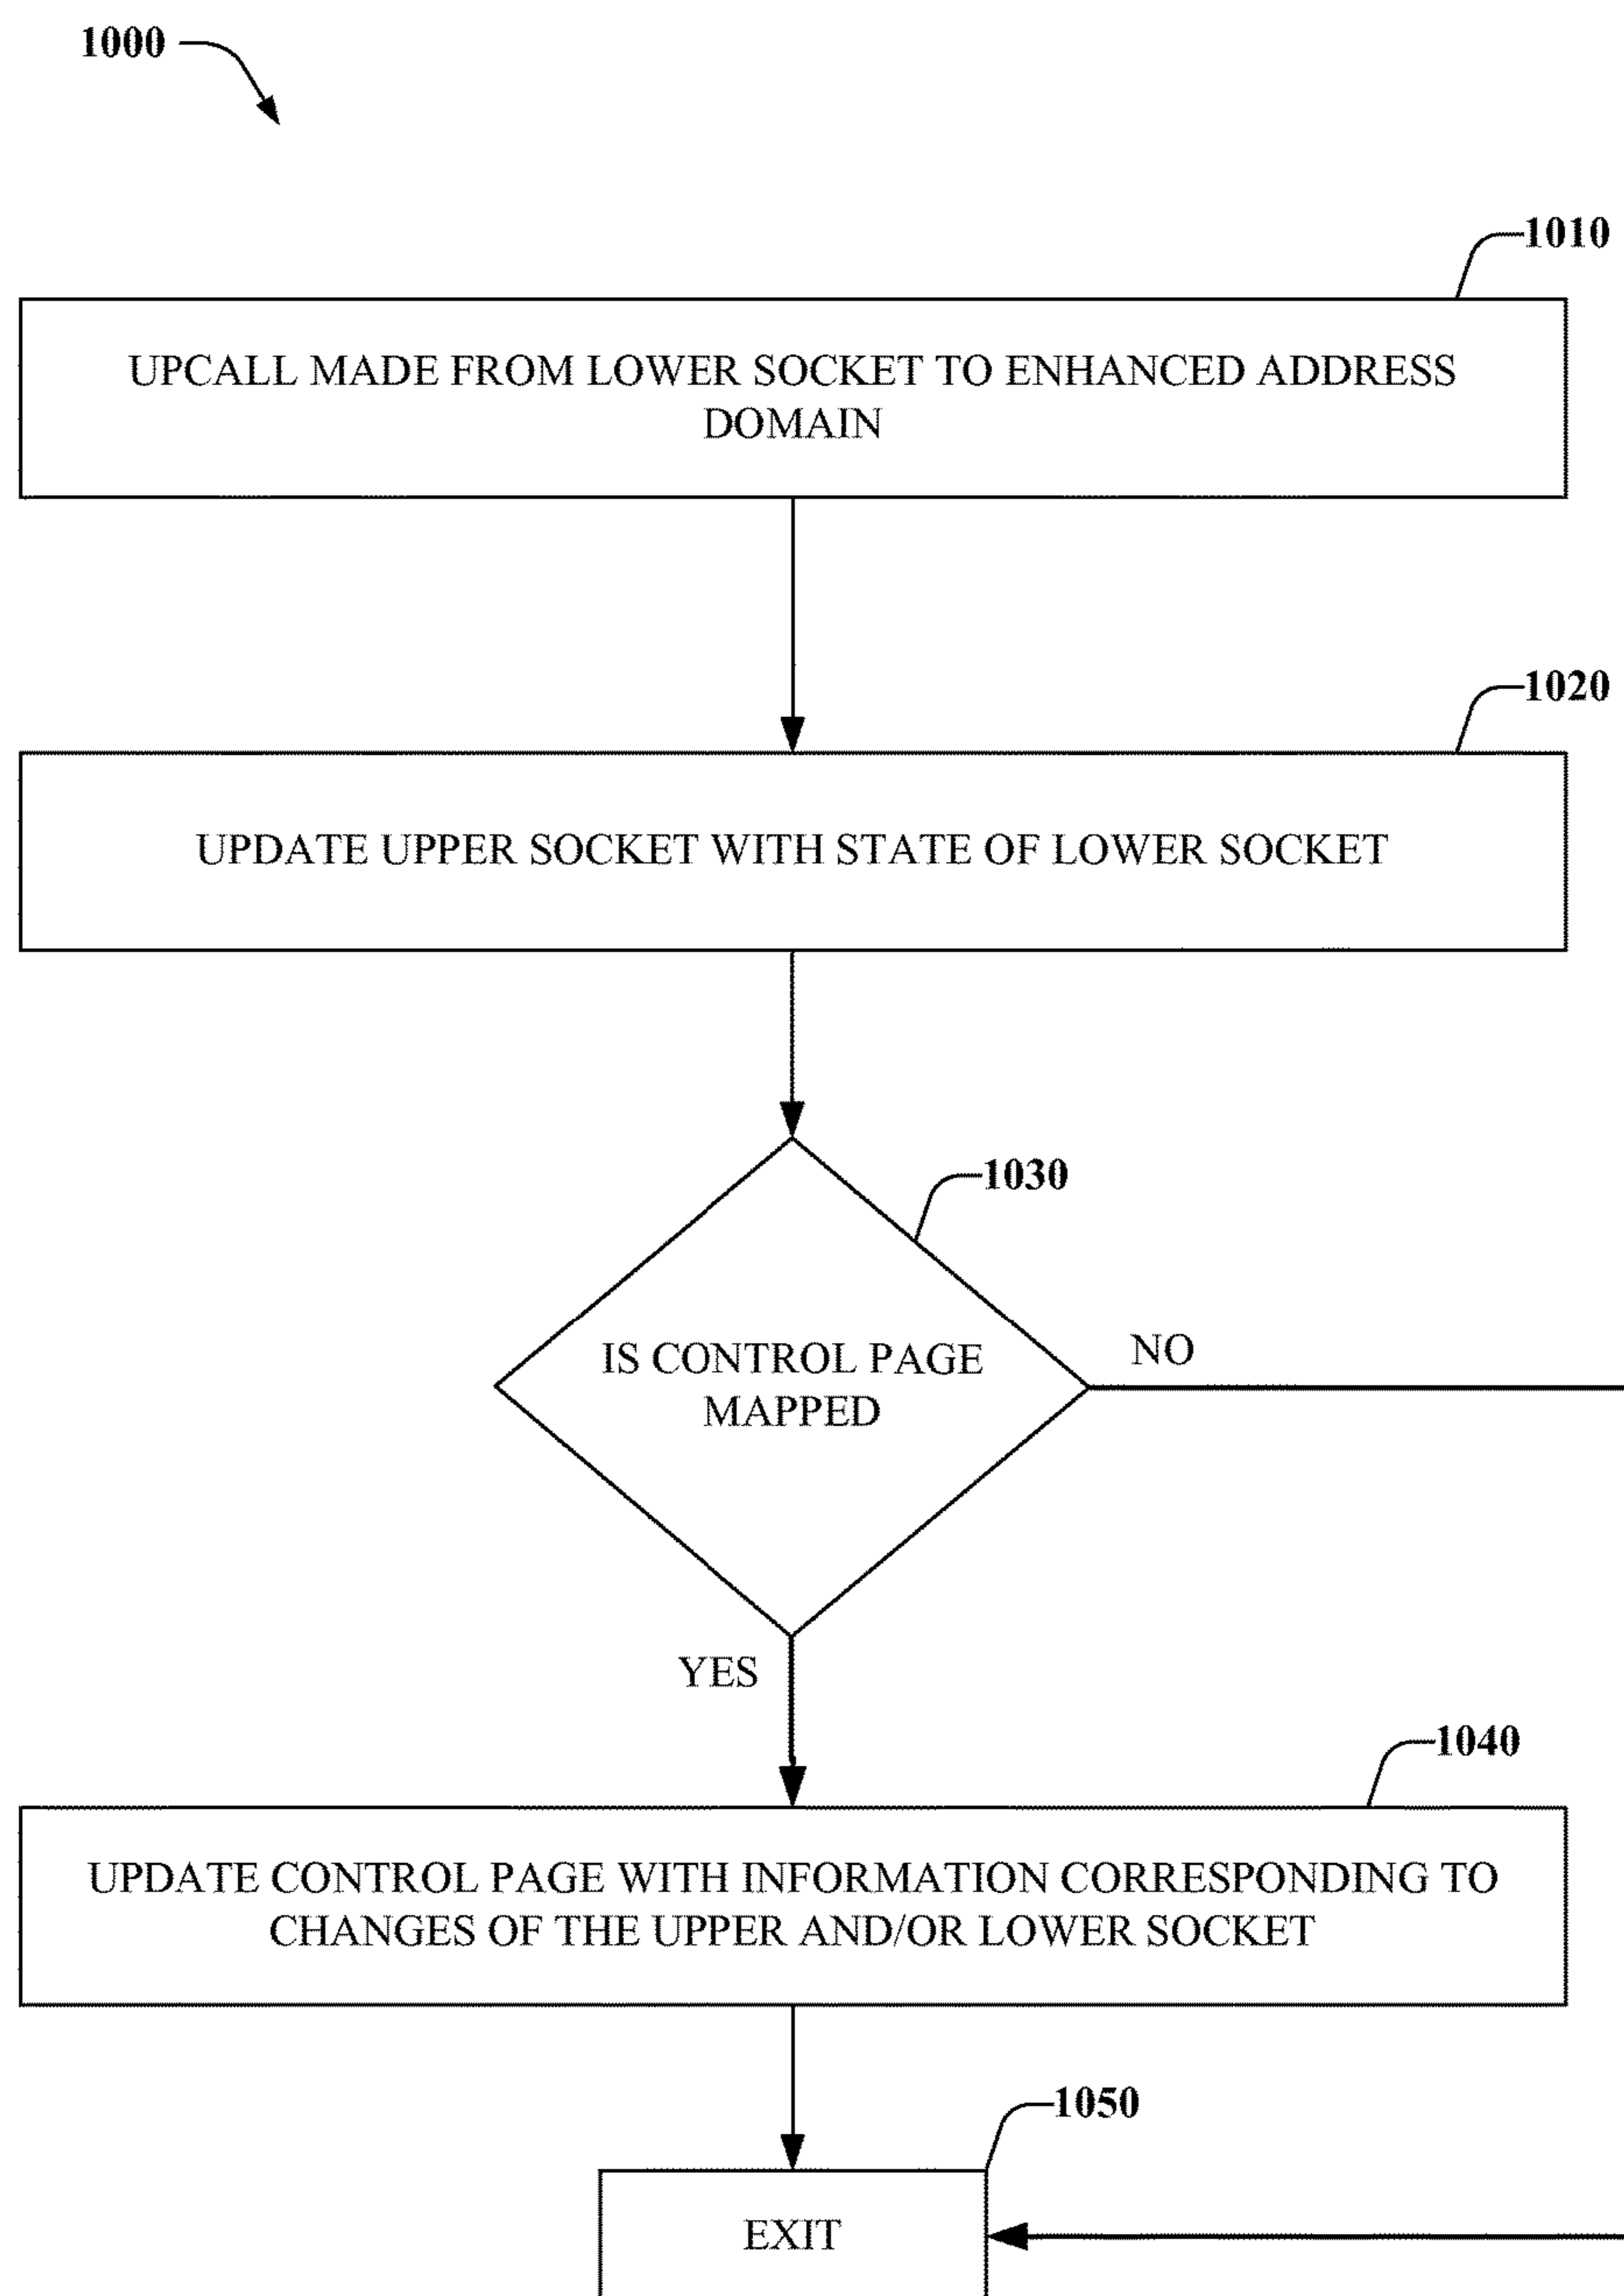 1000
1010
UPCALL MADE FROM LOWER SOCKET TO ENHANCED ADDRESS
DOMAIN
1020
UPDATE UPPER SOCKET WITH STATE OF LOWER SOCKET
1030
IS CONTROL PAGE
MAPPED
NO
YES
1040
UPDATE CONTROL PAGE WITH INFORMATION CORRESPONDING TO
CHANGES OF THE UPPER AND/OR LOWER SOCKET
1050
EXIT